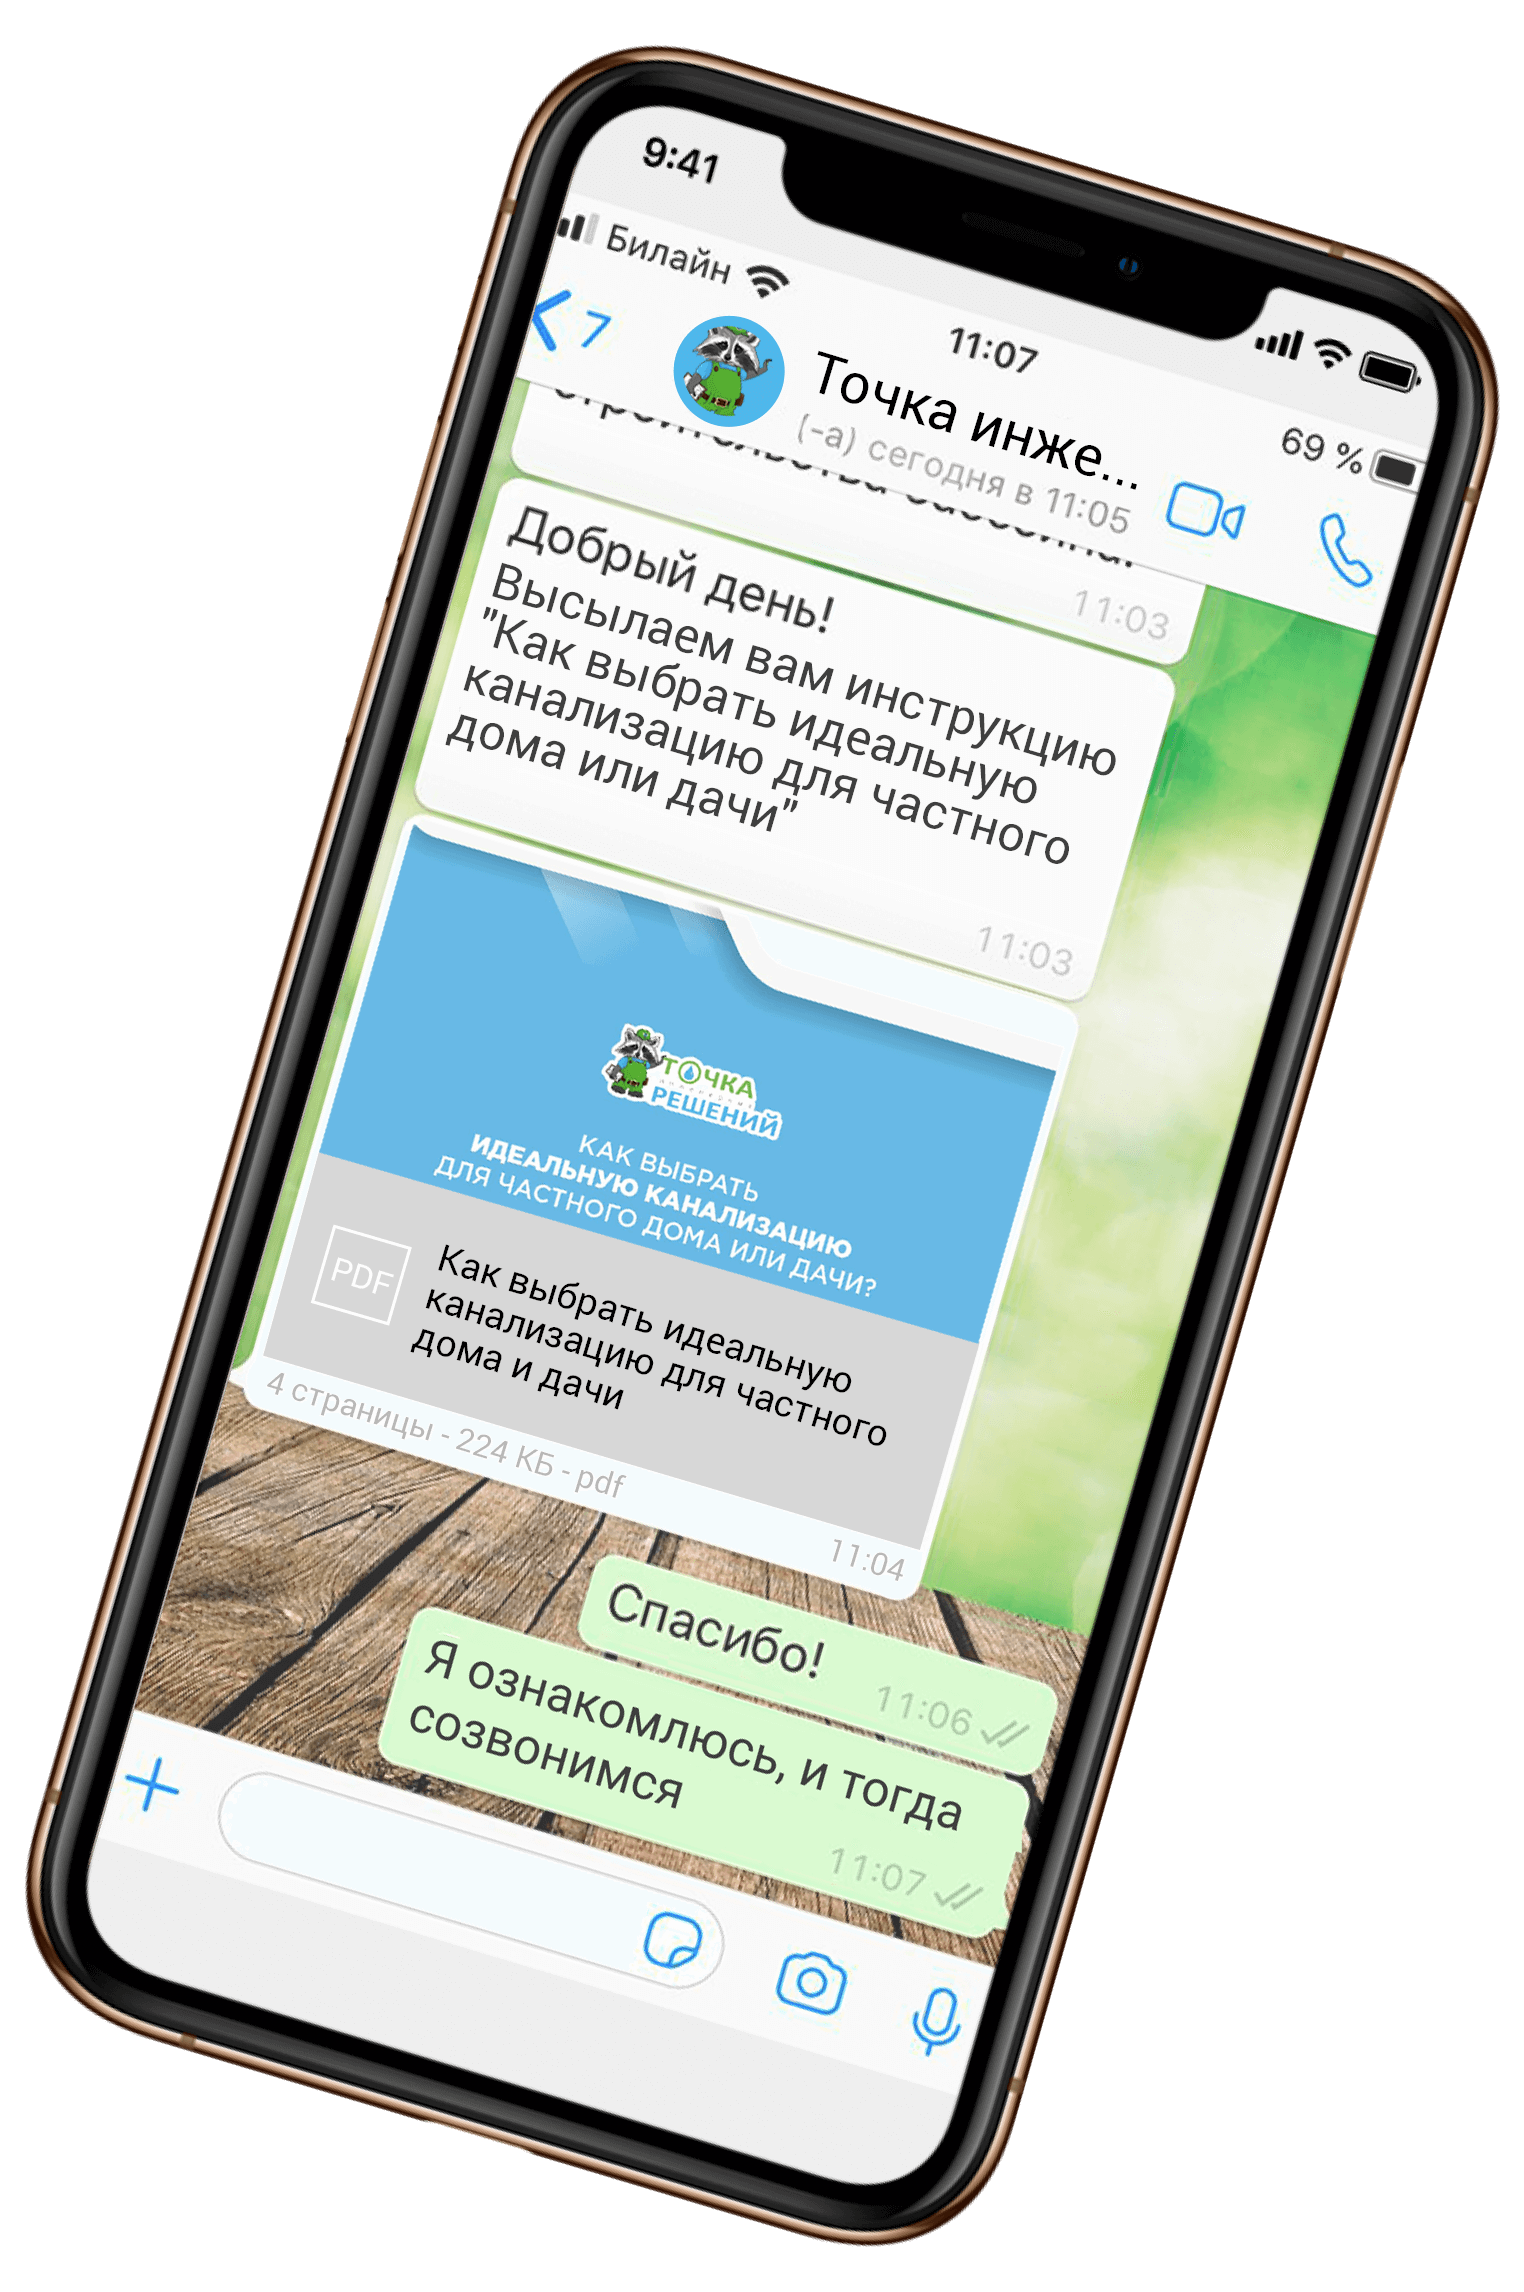 9:41
Билайн
11:07
69 %
7
Точка инже...
(-а) сегодня в 11:05
11:03
Добрый день!
Высылаем вам инструкцию
"Как выбрать идеальную
канализацию для частного
дома или дачи"
11:03
ТОЧКА
РЕШЕНИЙ
КАК ВЫБРАТЬ
ИДЕАЛЬНУЮ КАНАЛИЗАЦИЮ
ДЛЯ ЧАСТНОГО ДОМА ИЛИ ДАЧИ?
PDF
Как выбрать идеальную
канализацию для частного
дома и дачи
4 страницы - 224 КБ - pdf
11:04
Спасибо!
11:06
Я ознакомлюсь, и тогда
созвонимся
11:07